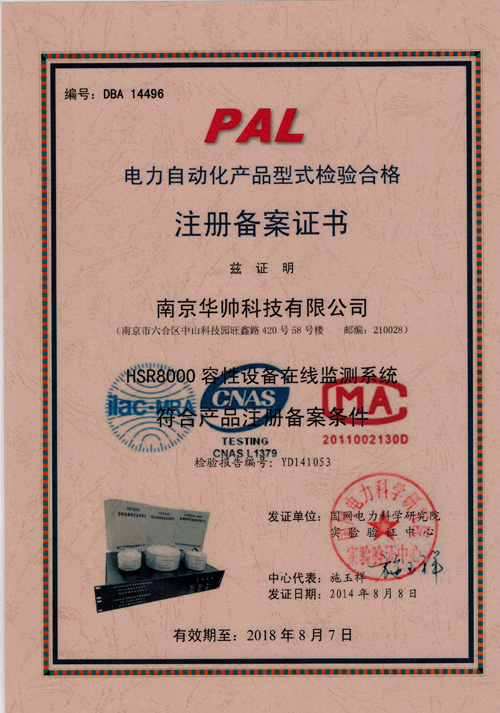 编号：DBA 14496
PAL
电力自动化产品型式检验合格
注册备案证书
兹证明
南京华帅科技有限公司
（南京市六合区中山科技园旺鑫路420号58号楼 邮编：210028）
HSR8000容性设备在线监测系统
ilac-MRA
CNAS
MA
符合产品注册备案条件
TESTING
CNAS L1379
2011002130D
检验报告编号：YD141053
发证单位：国网电力科学研究院
实验验证中心
实验验证中心
中心代表：施玉祥
发证日期：2014年8月8日
有效期至：2018年8月7日